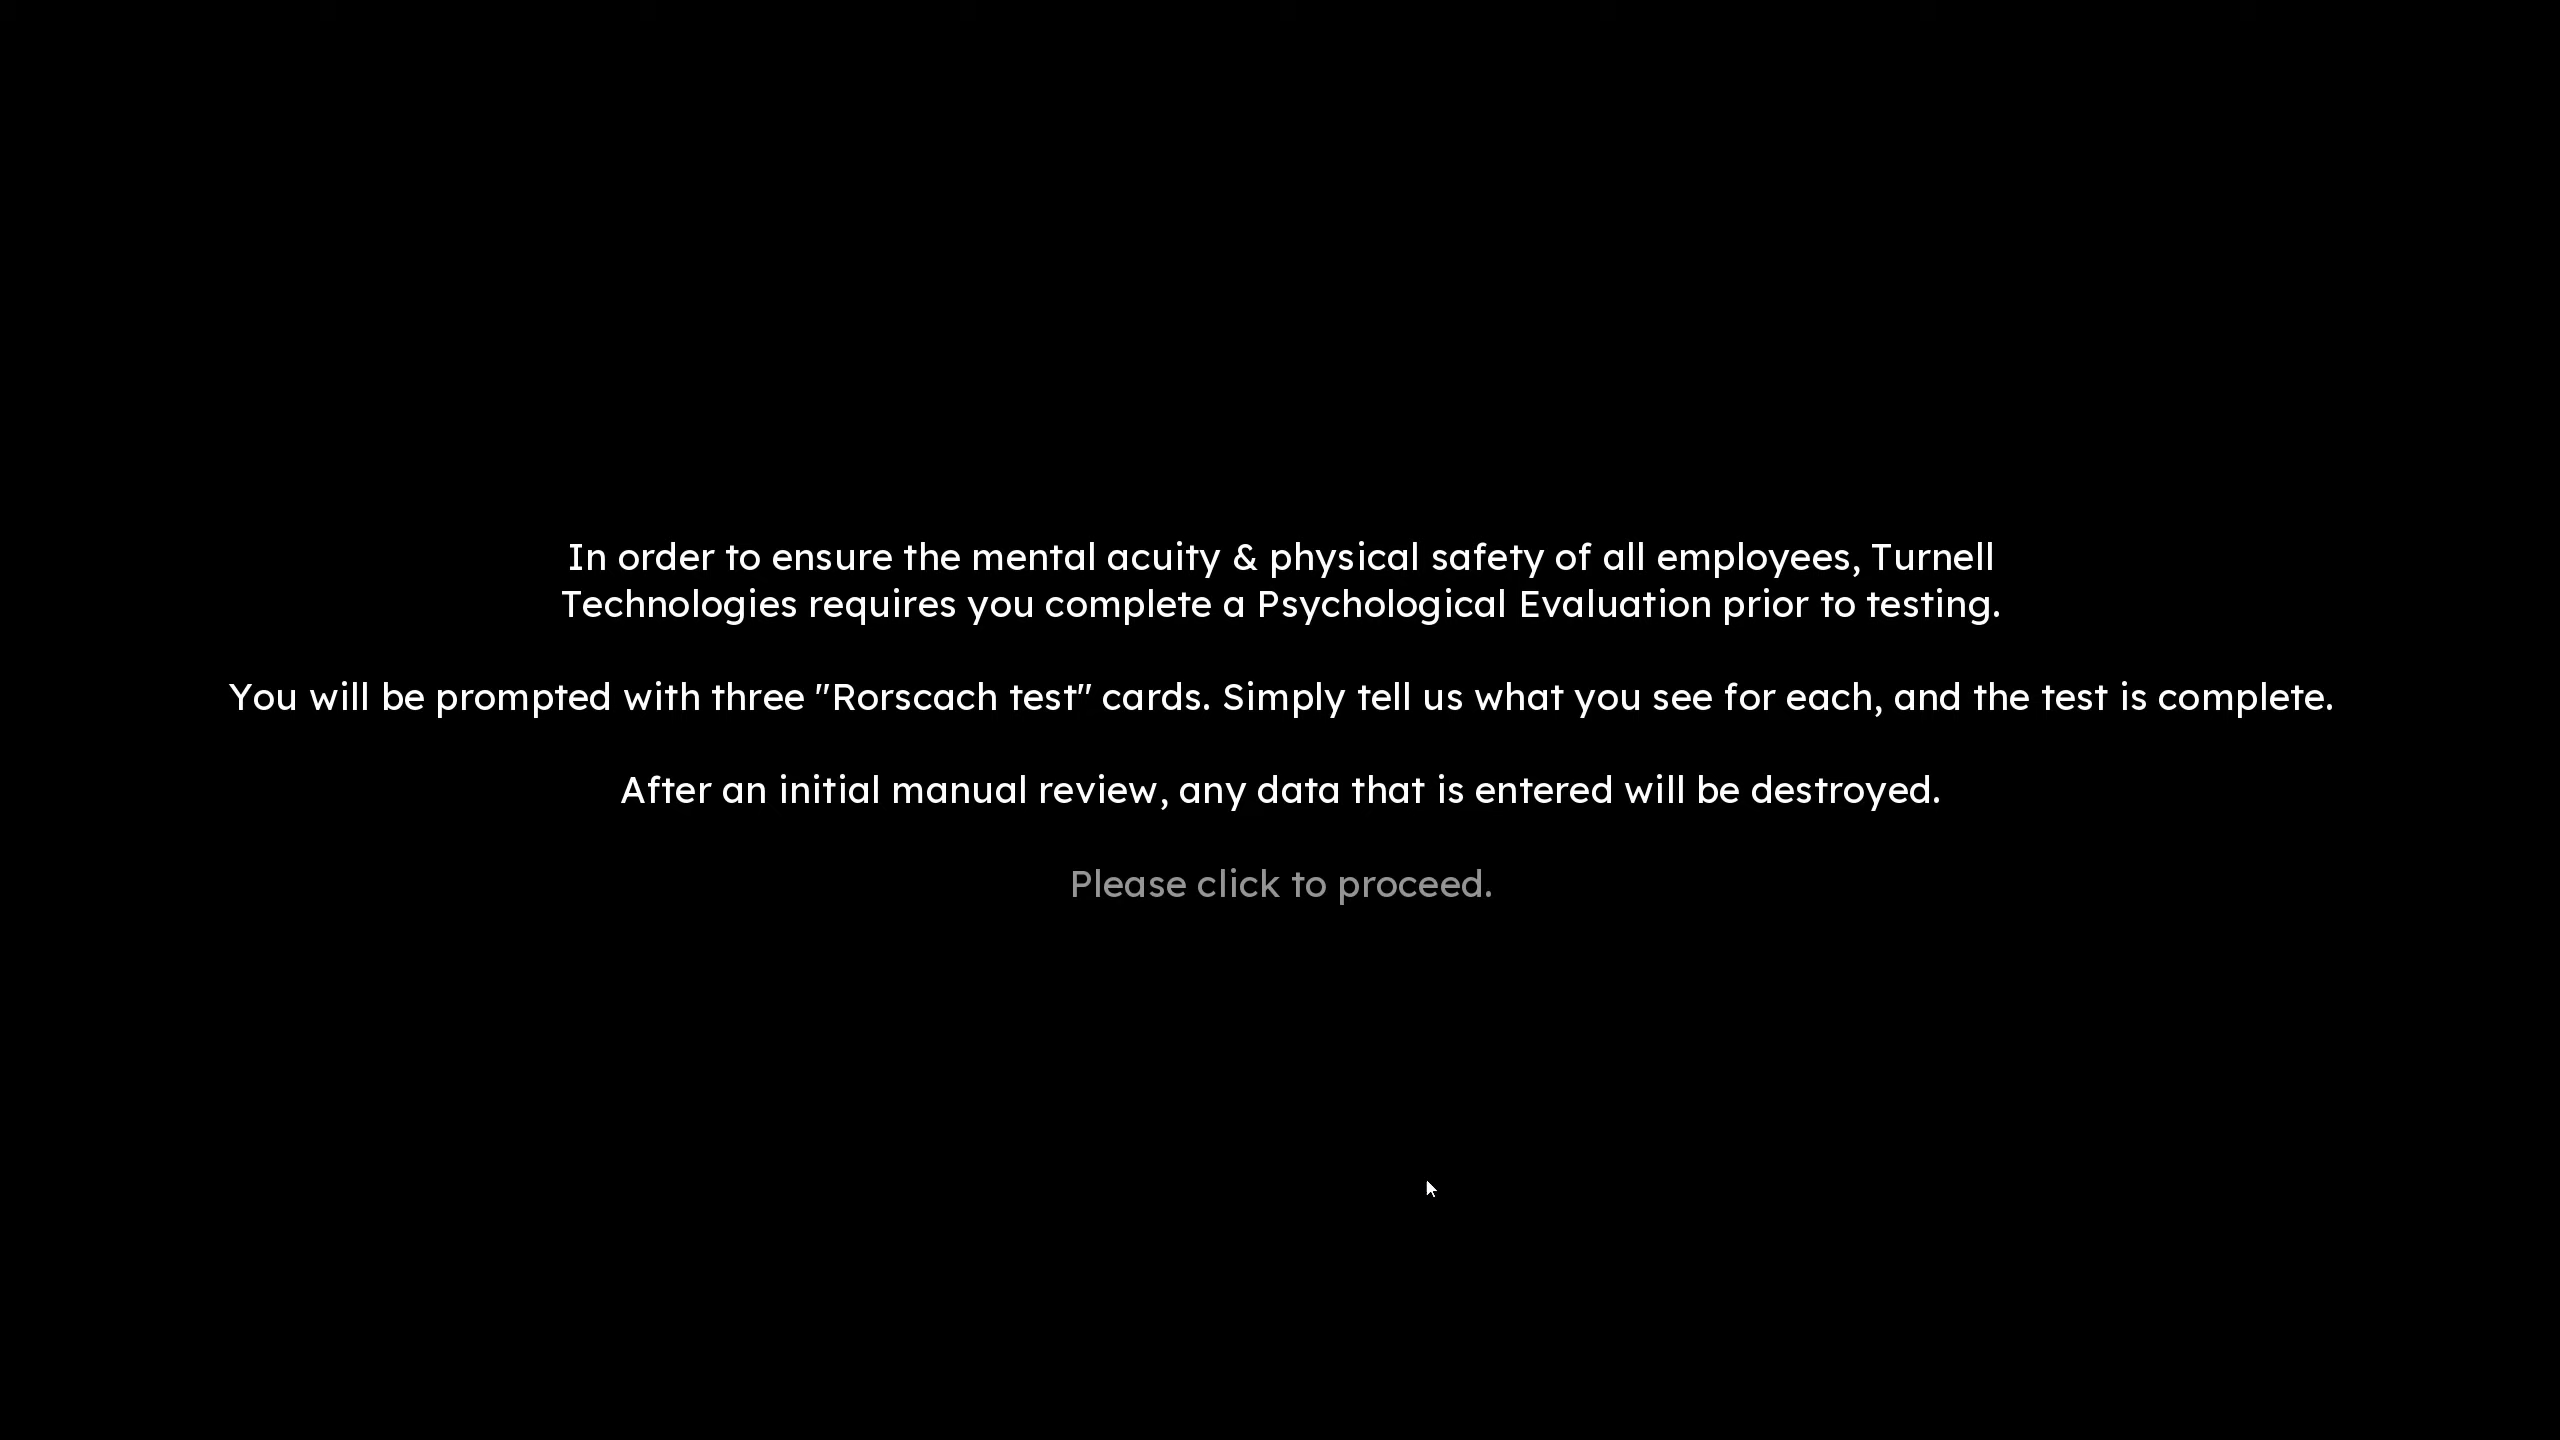 In order to ensure the mental acuity & physical safety of all employees, Turnell
Technologies requires you complete a Psychological Evaluation prior to testing.
You will be prompted with three "Rorscach test" cards. Simply tell us what you see for each, and the test is complete.
After an initial manual review, any data that is entered will be destroyed.
Please click to proceed.